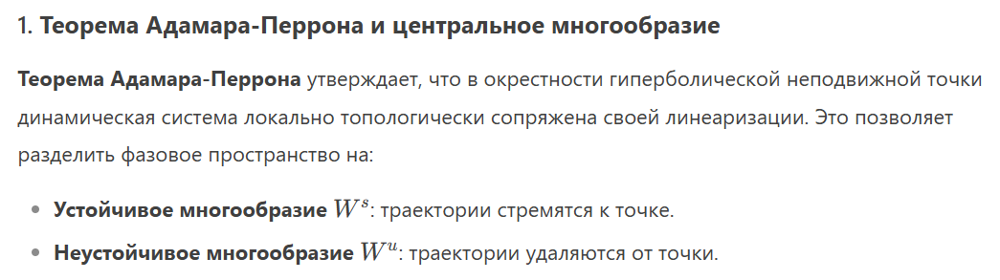 1. Теорема Адамара-Перрона и центральное многообразие
Теорема Адамара-Перрона утверждает, что в окрестности гиперболической неподвижной точки
динамическая система локально топологически сопряжена своей линеаризации. Это позволяет
разделить фазовое пространство на:
• Устойчивое многообразие W^s: траектории стремятся к точке.
• Неустойчивое многообразие W^u: траектории удаляются от точки.